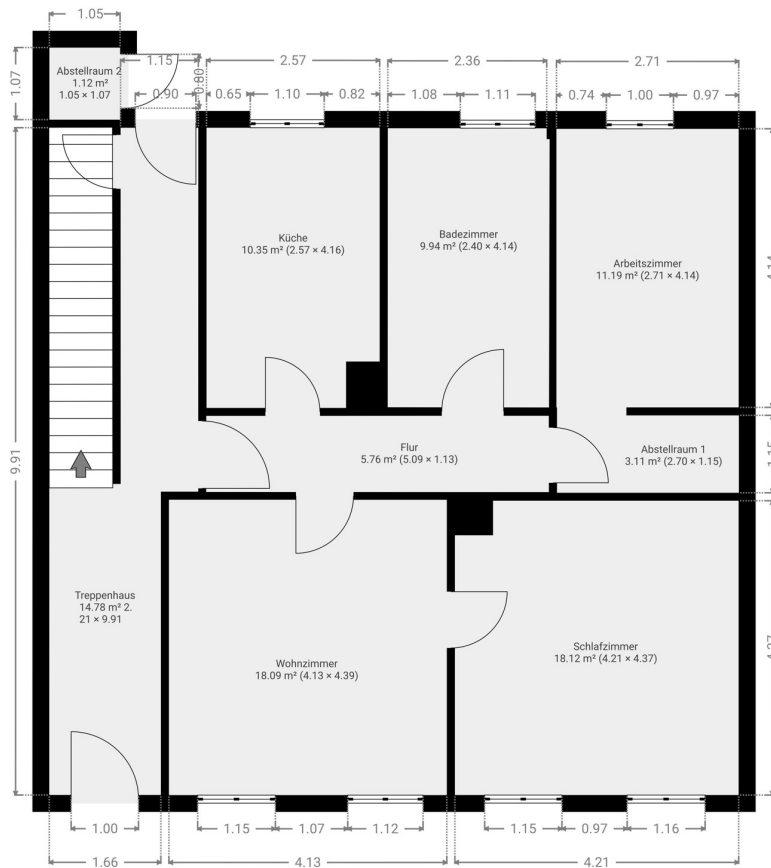 1.05
1.07
Abstellraum 2
1.12 m²
1.05 × 1.07
1.15
0.90
0.80
2.57
0.65
1.10
0.82
2.36
1.08
1.11
2.71
0.74
1.00
0.97
Küche
10.35 m² (2.57 × 4.16)
Badezimmer
9.94 m² (2.40 × 4.14)
Arbeitszimmer
11.19 m² (2.71 × 4.14)
4.14
9.91
Flur
5.76 m² (5.09 × 1.13)
Abstellraum 1
3.11 m² (2.70 × 1.15)
1.15
Treppenhaus
14.78 m² 2.
21 × 9.91
Wohnzimmer
18.09 m² (4.13 × 4.39)
Schlafzimmer
18.12 m² (4.21 × 4.37)
4.37
1.00
1.15
1.07
1.12
1.15
0.97
1.16
1.66
4.13
4.21